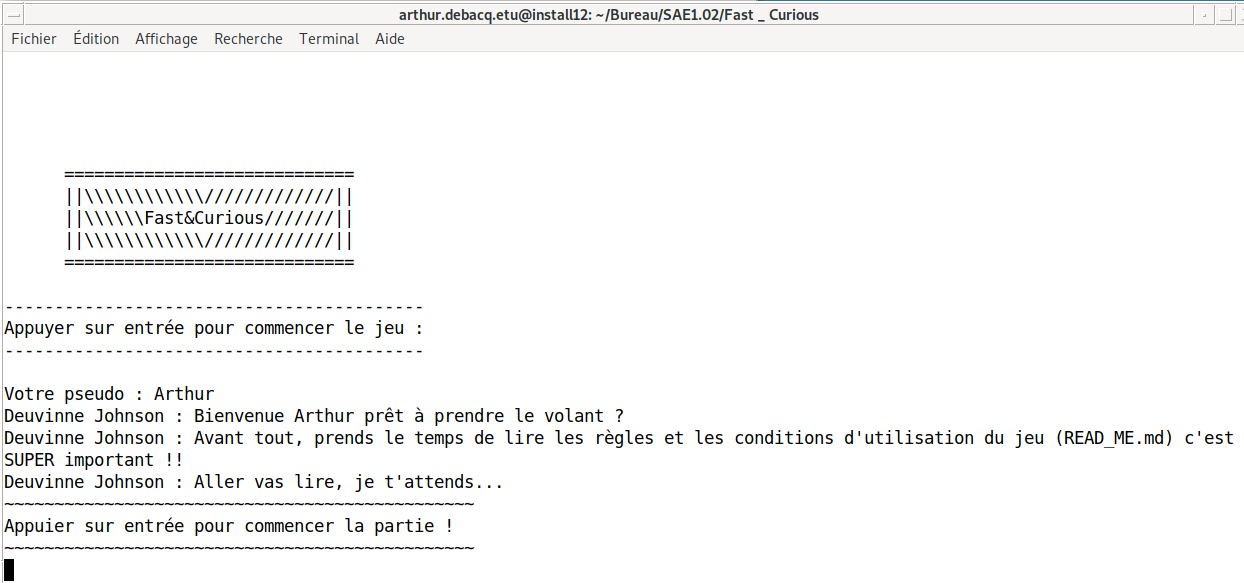 arthur.debacq.etu@install12: ~/Bureau/SAE1.02/Fast _ Curious
Fichier Édition Affichage Recherche Terminal Aide
=============================
||\\\\\\\\\\\\/////////////||
||\\\\\\Fast&Curious///////||
||\\\\\\\\\\\\/////////////||
=============================
------------------------------------------
Appuyer sur entrée pour commencer le jeu :
------------------------------------------
Votre pseudo : Arthur
Deuvinne Johnson : Bienvenue Arthur prêt à prendre le volant ?
Deuvinne Johnson : Avant tout, prends le temps de lire les règles et les conditions d'utilisation du jeu (READ_ME.md) c'est
SUPER important !!
Deuvinne Johnson : Aller vas lire, je t'attends...
~~~~~~~~~~~~~~~~~~~~~~~~~~~~~~~~~~~~~~~~~~~~~~~
Appuier sur entrée pour commencer la partie !
~~~~~~~~~~~~~~~~~~~~~~~~~~~~~~~~~~~~~~~~~~~~~~~